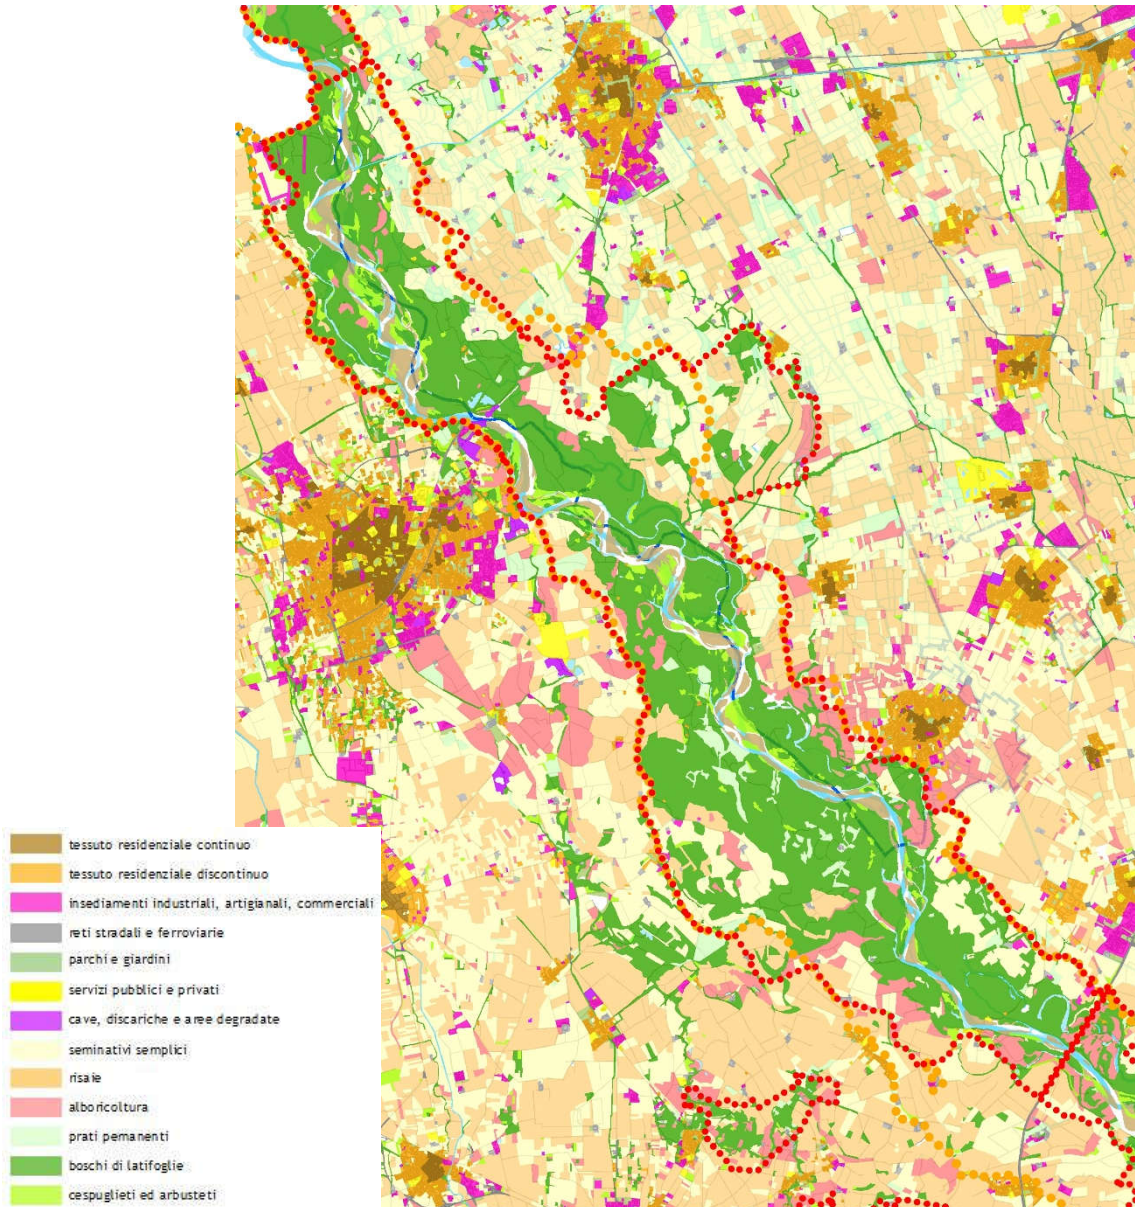 tessuto residenziale continuo
tessuto residenziale discontinuo
insediamenti industriali, artigianali, commerciali
reti stradali e ferroviarie
parchi e giardini
servizi pubblici e privati
cave, discariche e aree degradate
seminativi semplici
risaie
alboricoltura
prati pemanenti
boschi di latifoglie
cespuglieti ed arbusteti